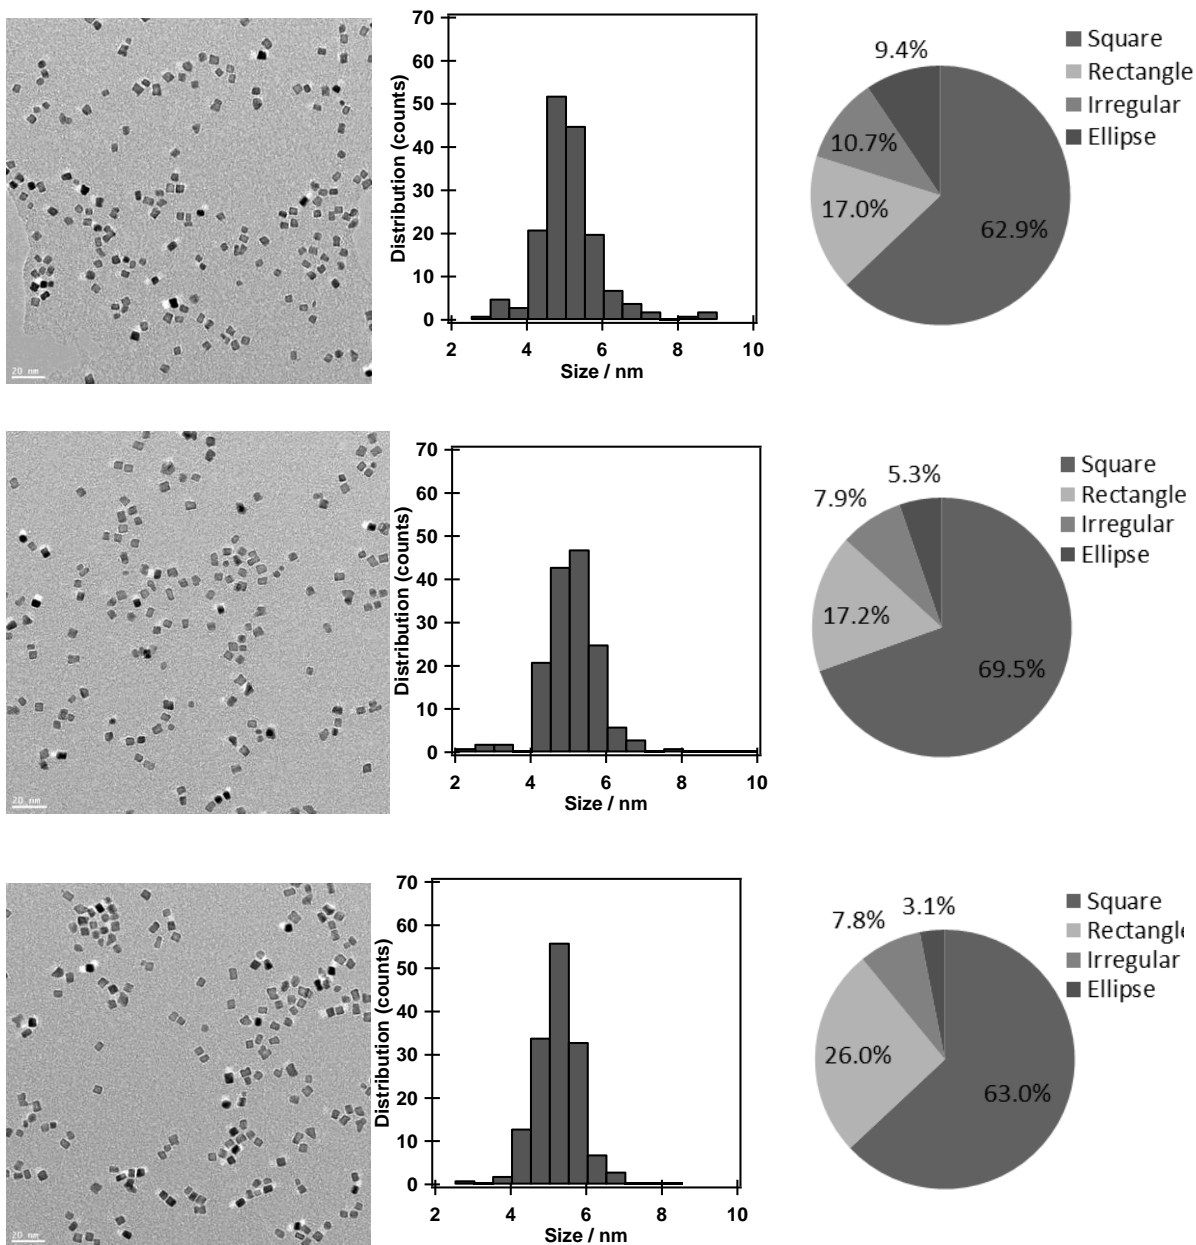 20 nm
70
60
50
40
30
20
10
0
Distribution (counts)
2 4 6 8 10
Size / nm
9.4%
10.7%
17.0%
62.9%
Square
Rectangle
Irregular
Ellipse
20 nm
70
60
50
40
30
20
10
0
Distribution (counts)
2 4 6 8 10
Size / nm
5.3%
7.9%
17.2%
69.5%
Square
Rectangle
Irregular
Ellipse
20 nm
70
60
50
40
30
20
10
0
Distribution (counts)
2 4 6 8 10
Size / nm
3.1%
7.8%
26.0%
63.0%
Square
Rectangle
Irregular
Ellipse